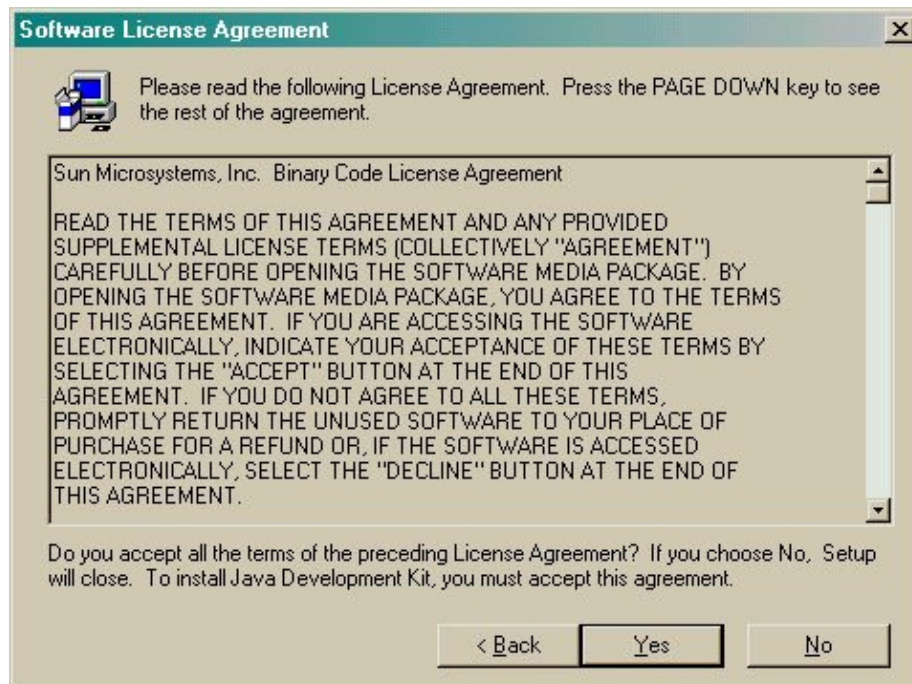 Software License Agreement
Please read the following License Agreement. Press the PAGE DOWN key to see
the rest of the agreement.
Sun Microsystems, Inc. Binary Code License Agreement
READ THE TERMS OF THIS AGREEMENT AND ANY PROVIDED
SUPPLEMENTAL LICENSE TERMS (COLLECTIVELY "AGREEMENT")
CAREFULLY BEFORE OPENING THE SOFTWARE MEDIA PACKAGE. BY
OPENING THE SOFTWARE MEDIA PACKAGE, YOU AGREE TO THE TERMS
OF THIS AGREEMENT. IF YOU ARE ACCESSING THE SOFTWARE
ELECTRONICALLY, INDICATE YOUR ACCEPTANCE OF THESE TERMS BY
SELECTING THE "ACCEPT" BUTTON AT THE END OF THIS
AGREEMENT. IF YOU DO NOT AGREE TO ALL THESE TERMS,
PROMPTLY RETURN THE UNUSED SOFTWARE TO YOUR PLACE OF
PURCHASE FOR A REFUND OR, IF THE SOFTWARE IS ACCESSED
ELECTRONICALLY, SELECT THE "DECLINE" BUTTON AT THE END OF
THIS AGREEMENT.
Do you accept all the terms of the preceding License Agreement? If you choose No, Setup
will close. To install Java Development Kit, you must accept this agreement.
< Back Yes No